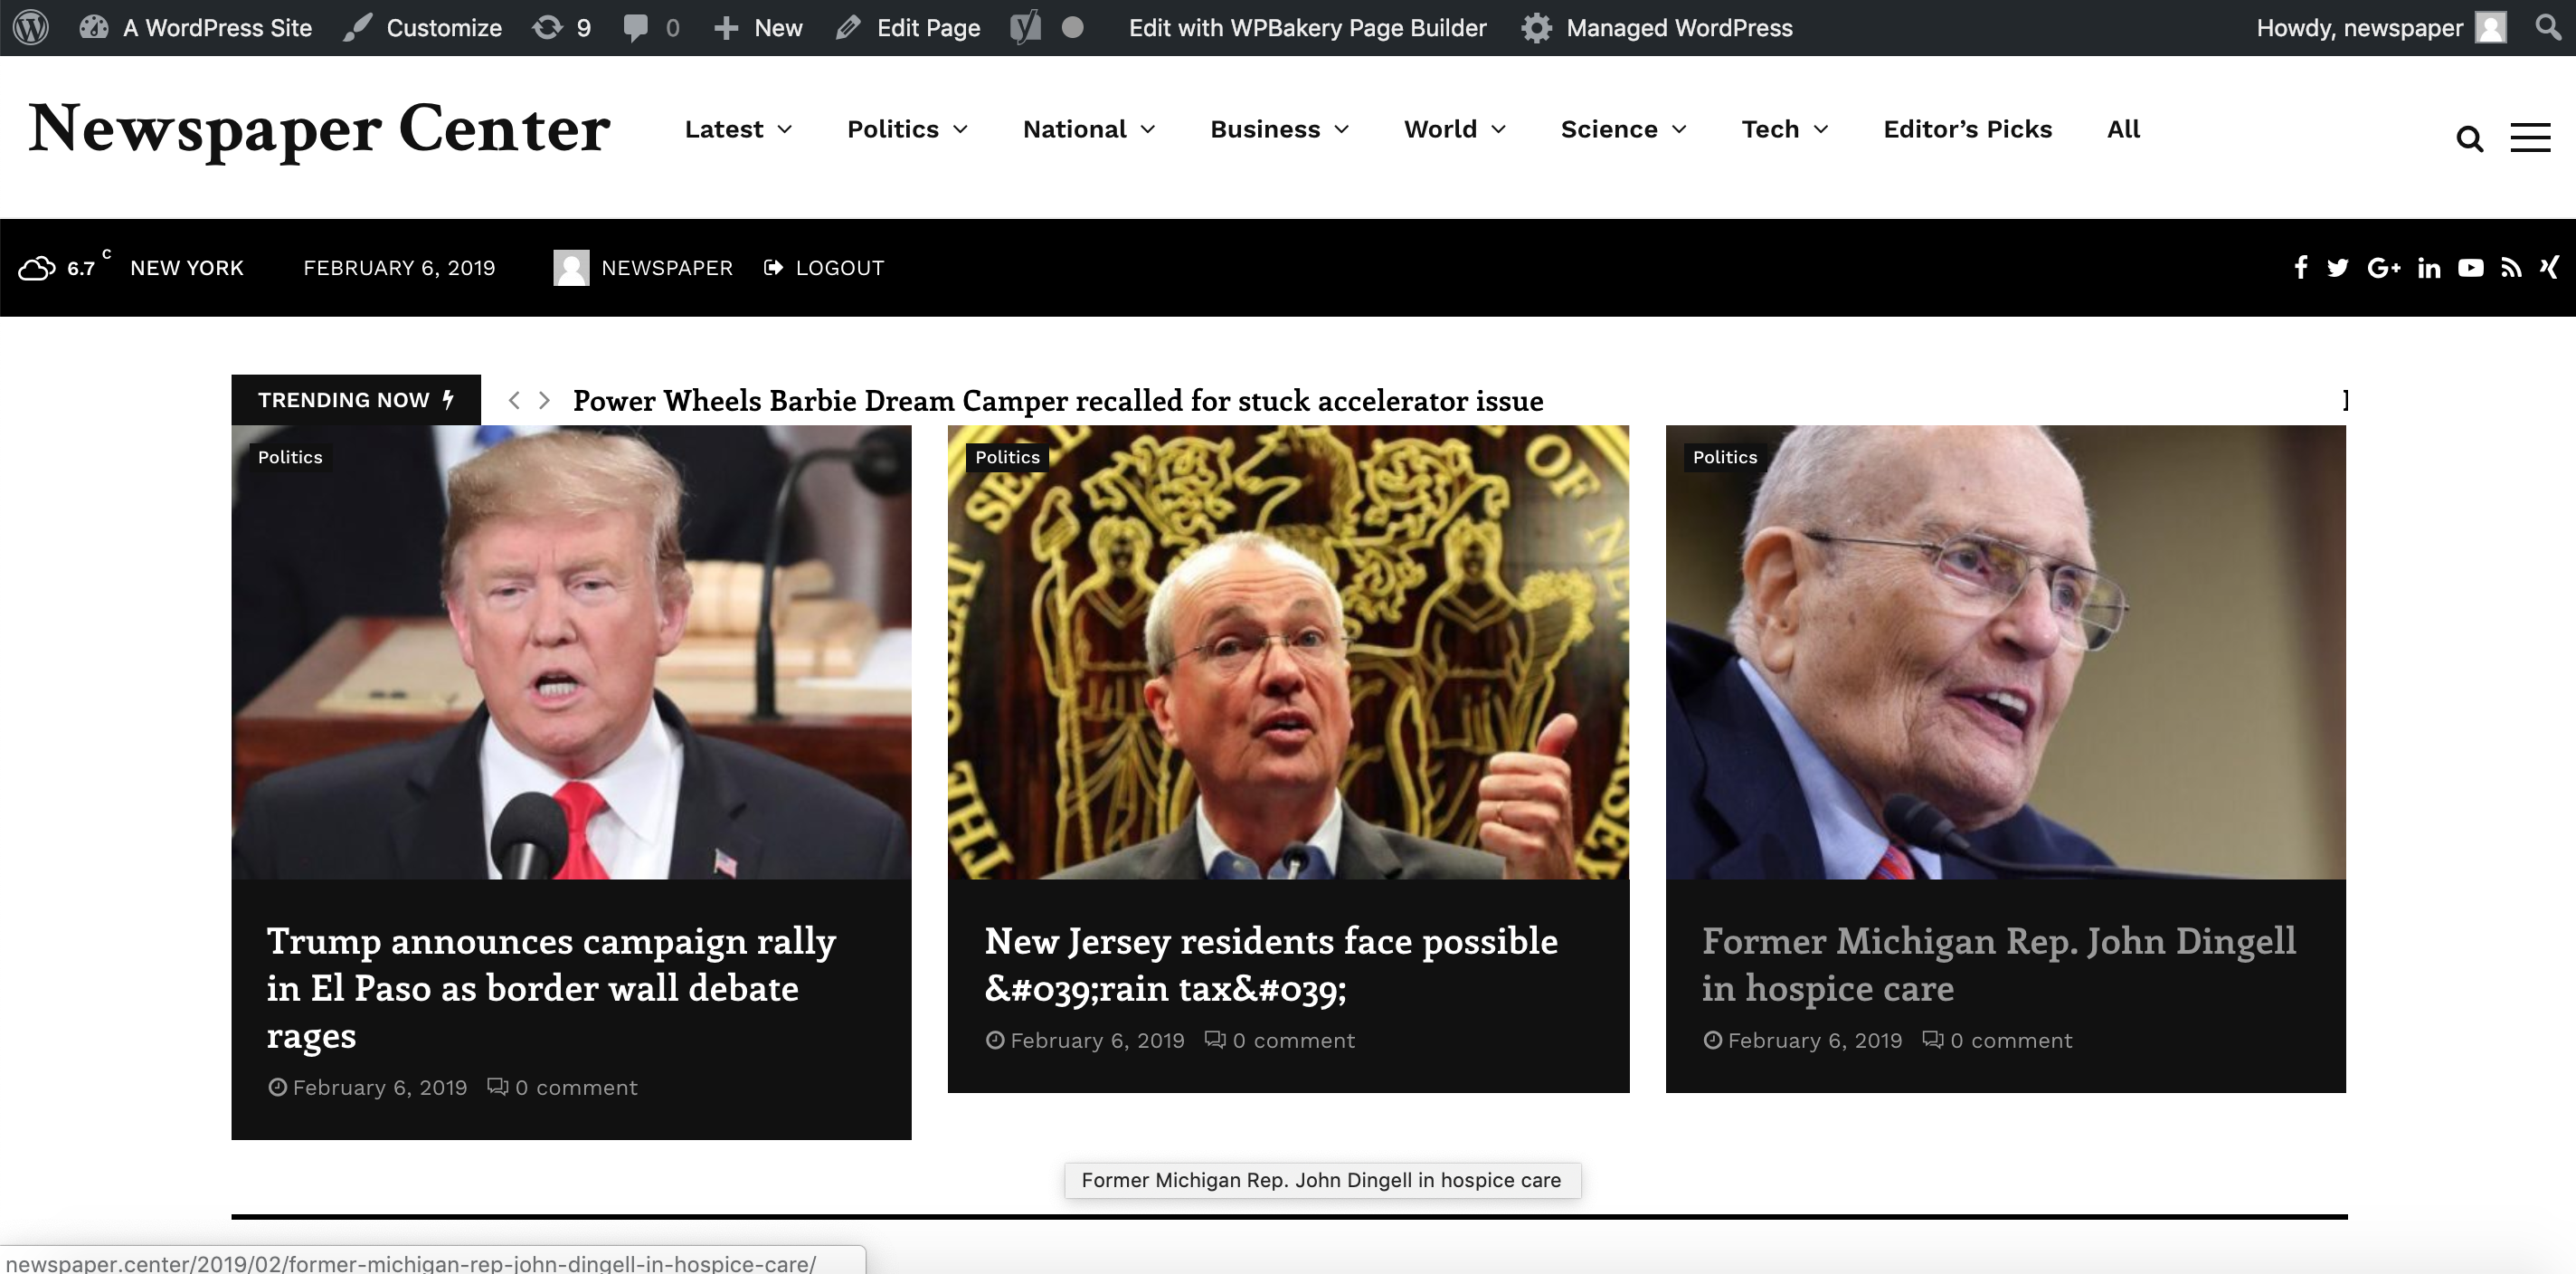 A WordPress Site Customize 9 0 New Edit Page Edit with WPBakery Page Builder Managed WordPress Howdy, newspaper
Newspaper Center Latest Politics National Business World Science Tech Editor’s Picks All
6.7 C NEW YORK FEBRUARY 6, 2019 NEWSPAPER LOGOUT
TRENDING NOW Power Wheels Barbie Dream Camper recalled for stuck accelerator issue
Politics
THE
Trump announces campaign rally
in El Paso as border wall debate
rages
February 6, 2019 0 comment
Politics
OF
New Jersey residents face possible
&#039;rain tax&#039;
February 6, 2019 0 comment
Politics
Former Michigan Rep. John Dingell
in hospice care
February 6, 2019 0 comment
Former Michigan Rep. John Dingell in hospice care
newspaper.center/2019/02/former-michigan-rep-john-dingell-in-hospice-care/